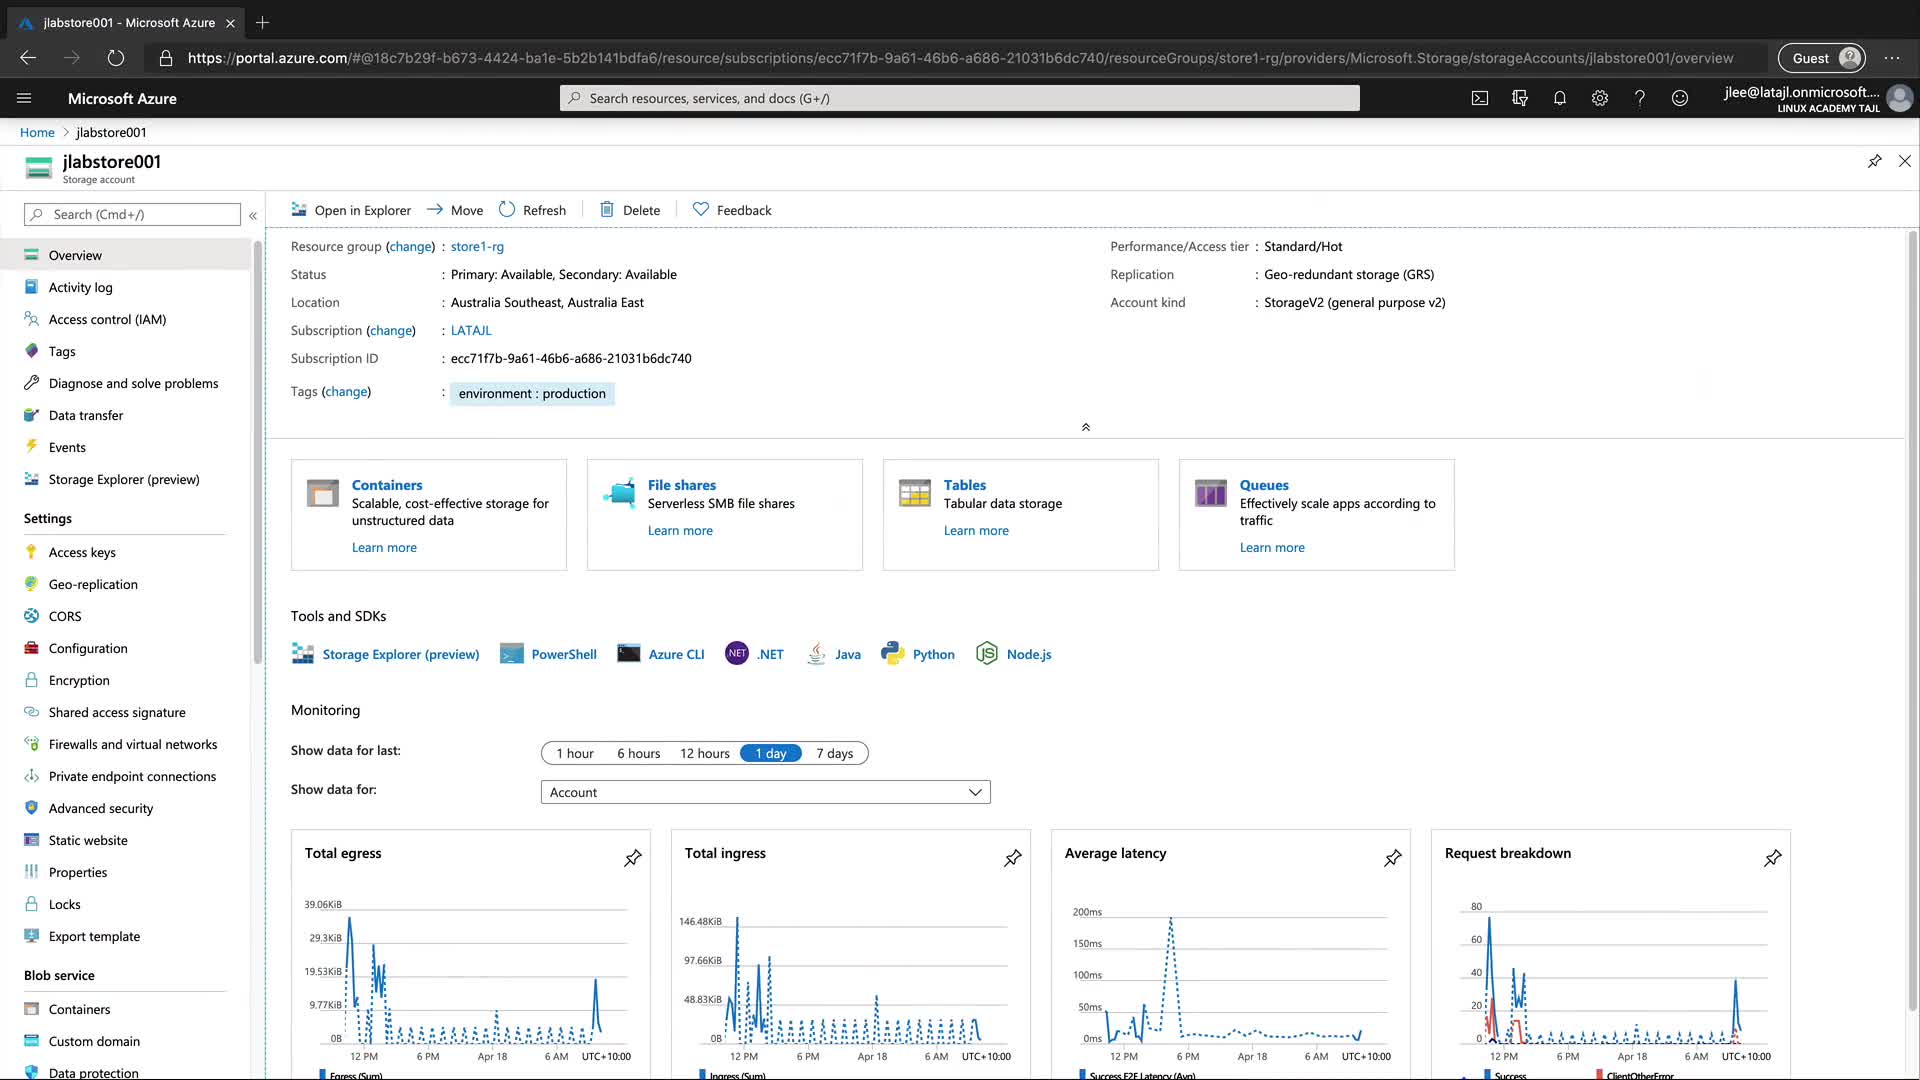 jlabstore001 - Microsoft Azure
https://portal.azure.com/#@18c7b29f-b673-4424-ba1e-5b2b141bdfa6/resource/subscriptions/ecc71f7b-9a61-46b6-a686-21031b6dc740/resourceGroups/store1-rg/providers/Microsoft.Storage/storageAccounts/jlabstore001/overview
Guest
Microsoft Azure
Search resources, services, and docs (G+/)
jlee@latajl.onmicrosoft....
LINUX ACADEMY TAJL
Home > jlabstore001
jlabstore001
Storage account
Search (Cmd+/)
Overview
Activity log
Access control (IAM)
Tags
Diagnose and solve problems
Data transfer
Events
Storage Explorer (preview)
Settings
Access keys
Geo-replication
CORS
Configuration
Encryption
Shared access signature
Firewalls and virtual networks
Private endpoint connections
Advanced security
Static website
Properties
Locks
Export template
Blob service
Containers
Custom domain
Data protection
Open in Explorer Move Refresh Delete Feedback
Resource group (change) : store1-rg
Status : Primary: Available, Secondary: Available
Location : Australia Southeast, Australia East
Subscription (change) : LATAJL
Subscription ID : ecc71f7b-9a61-46b6-a686-21031b6dc740
Tags (change) : environment : production
Performance/Access tier : Standard/Hot
Replication : Geo-redundant storage (GRS)
Account kind : StorageV2 (general purpose v2)
Containers
Scalable, cost-effective storage for
unstructured data
Learn more
File shares
Serverless SMB file shares
Learn more
Tables
Tabular data storage
Learn more
Queues
Effectively scale apps according to
traffic
Learn more
Tools and SDKs
Storage Explorer (preview) PowerShell Azure CLI NET .NET Java Python JS Node.js
Monitoring
Show data for last: 1 hour 6 hours 12 hours 1 day 7 days
Show data for: Account
Total egress
39.06KiB
29.3KiB
19.53KiB
9.77KiB
0B
12 PM 6 PM Apr 18 6 AM UTC+10:00
Egress (Sum)
Total ingress
146.48KiB
97.66KiB
48.83KiB
0B
12 PM 6 PM Apr 18 6 AM UTC+10:00
Ingress (Sum)
Average latency
200ms
150ms
100ms
50ms
0ms
12 PM 6 PM Apr 18 6 AM UTC+10:00
Success E2E Latency (Avg)
Request breakdown
80
60
40
20
0
12 PM 6 PM Apr 18 6 AM UTC+10:00
Success ClientOtherError